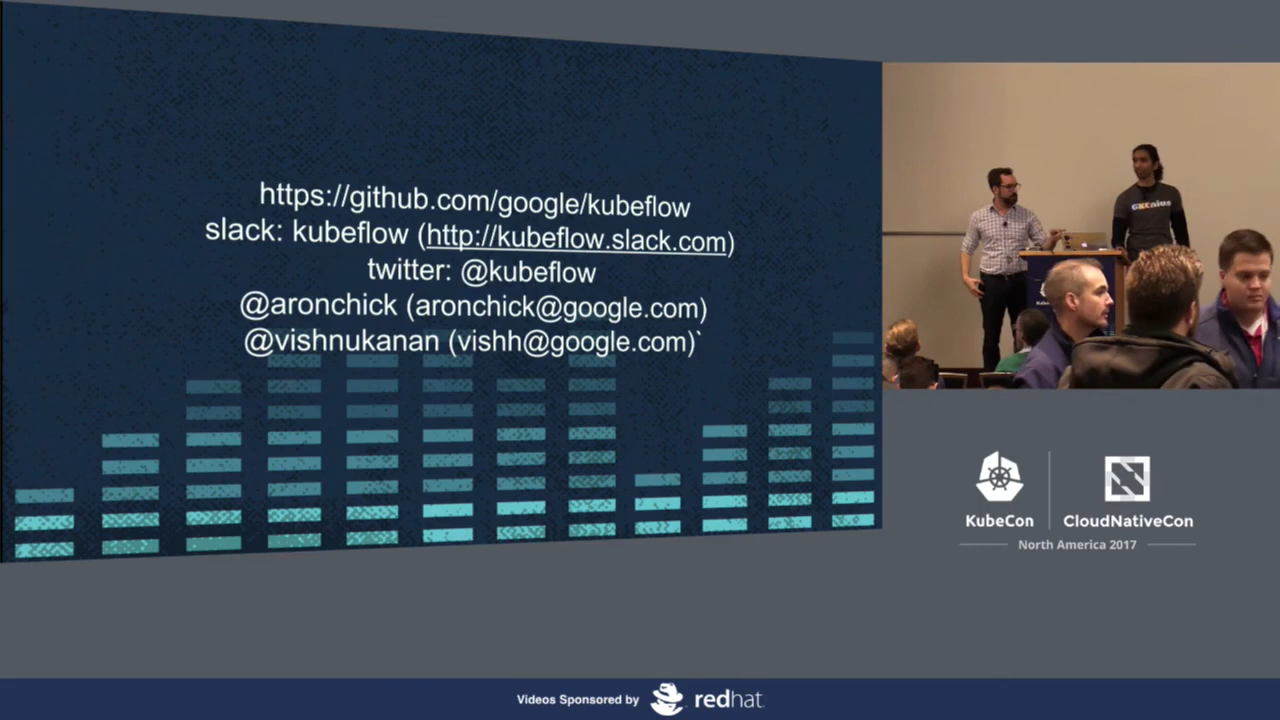 https://github.com/google/kubeflow
slack: kubeflow (http://kubeflow.slack.com)
twitter: @kubeflow
@aronchick (aronchick@google.com)
@vishnukanan (vishh@google.com)`
KubeCon
CloudNativeCon
North America 2017
Videos Sponsored by
redhat.